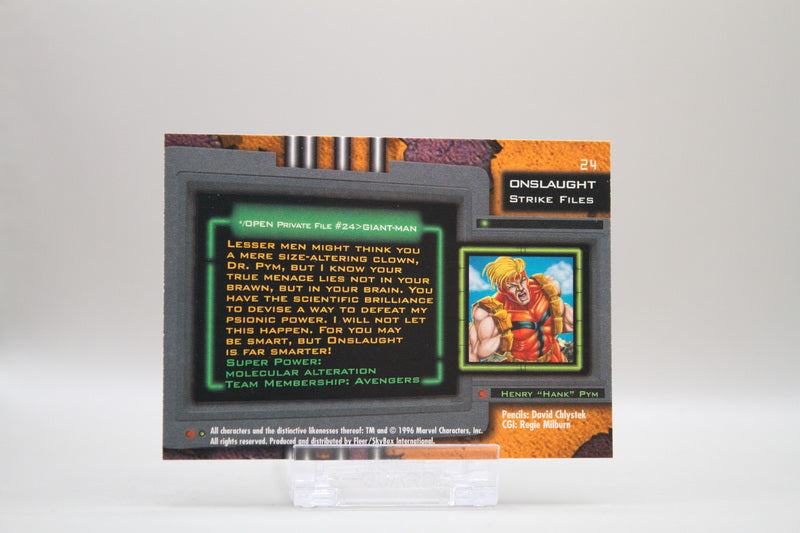 24
ONSLAUGHT
STRIKE FILES
*/OPEN PRIVATE FILE #24>GIANT-MAN
LESSER MEN MIGHT THINK YOU
A MERE SIZE-ALTERING CLOWN,
DR. PYM, BUT I KNOW YOUR
TRUE MENACE LIES NOT IN YOUR
BRAWN, BUT IN YOUR BRAIN. YOU
HAVE THE SCIENTIFIC BRILLIANCE
TO DEVISE A WAY TO DEFEAT MY
PSIONIC POWER. I WILL NOT LET
THIS HAPPEN. FOR YOU MAY
BE SMART, BUT ONSLAUGHT
IS FAR SMARTER!
SUPER POWER:
MOLECULAR ALTERATION
TEAM MEMBERSHIP: AVENGERS
HENRY "HANK" PYM
Pencils: David Chlystek
CGI: Regie Milburn
All characters and the distinctive likenesses thereof: TM and © 1996 Marvel Characters, Inc.
All rights reserved. Produced and distributed by Fleer/SkyBox International.